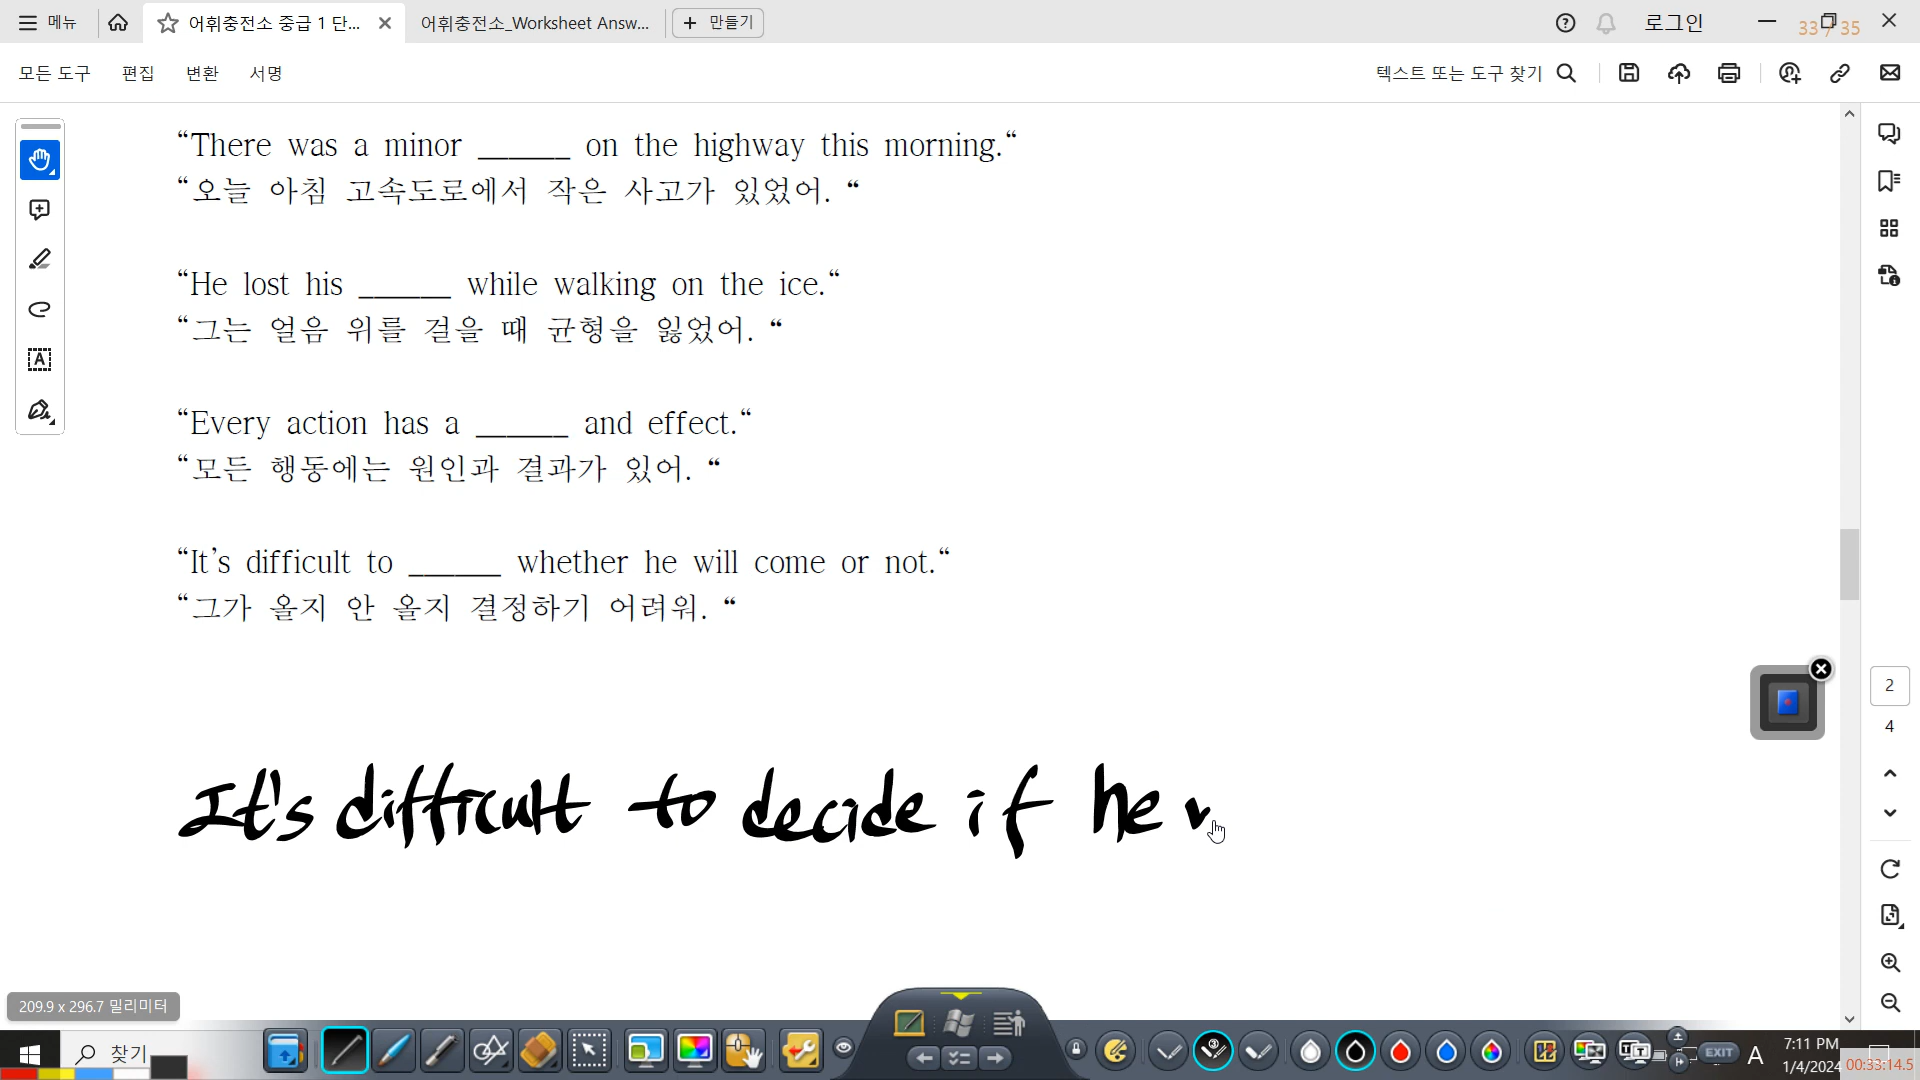 메뉴
어휘충전소 중급 1 단...
어휘충전소_Worksheet Answ...
만들기
로그인
33 / 35
모든 도구 편집 변환 서명
텍스트 또는 도구 찾기
“There was a minor ______ on the highway this morning.“
“오늘 아침 고속도로에서 작은 사고가 있었어. “
“He lost his ______ while walking on the ice.“
“그는 얼음 위를 걸을 때 균형을 잃었어. “
“Every action has a ______ and effect.“
“모든 행동에는 원인과 결과가 있어. “
“It’s difficult to ______ whether he will come or not.“
“그가 올지 안 올지 결정하기 어려워. “
2
4
It's difficult to decide if he
209.9 x 296.7 밀리미터
찾기
EXIT
A
7:11 PM
1/4/2024
00:33:14.5